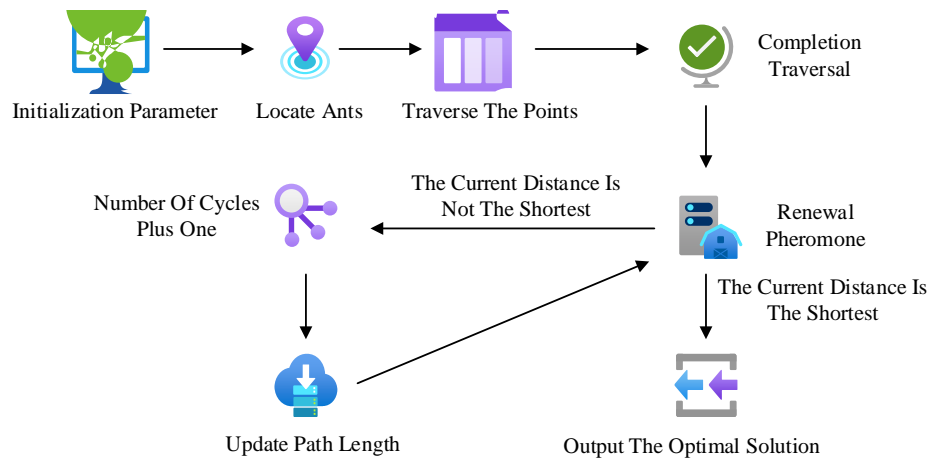 Initialization Parameter
Locate Ants
Traverse The Points
Completion
Traversal
Number Of Cycles
Plus One
The Current Distance Is
Not The Shortest
Renewal
Pheromone
The Current Distance Is
The Shortest
Update Path Length
Output The Optimal Solution